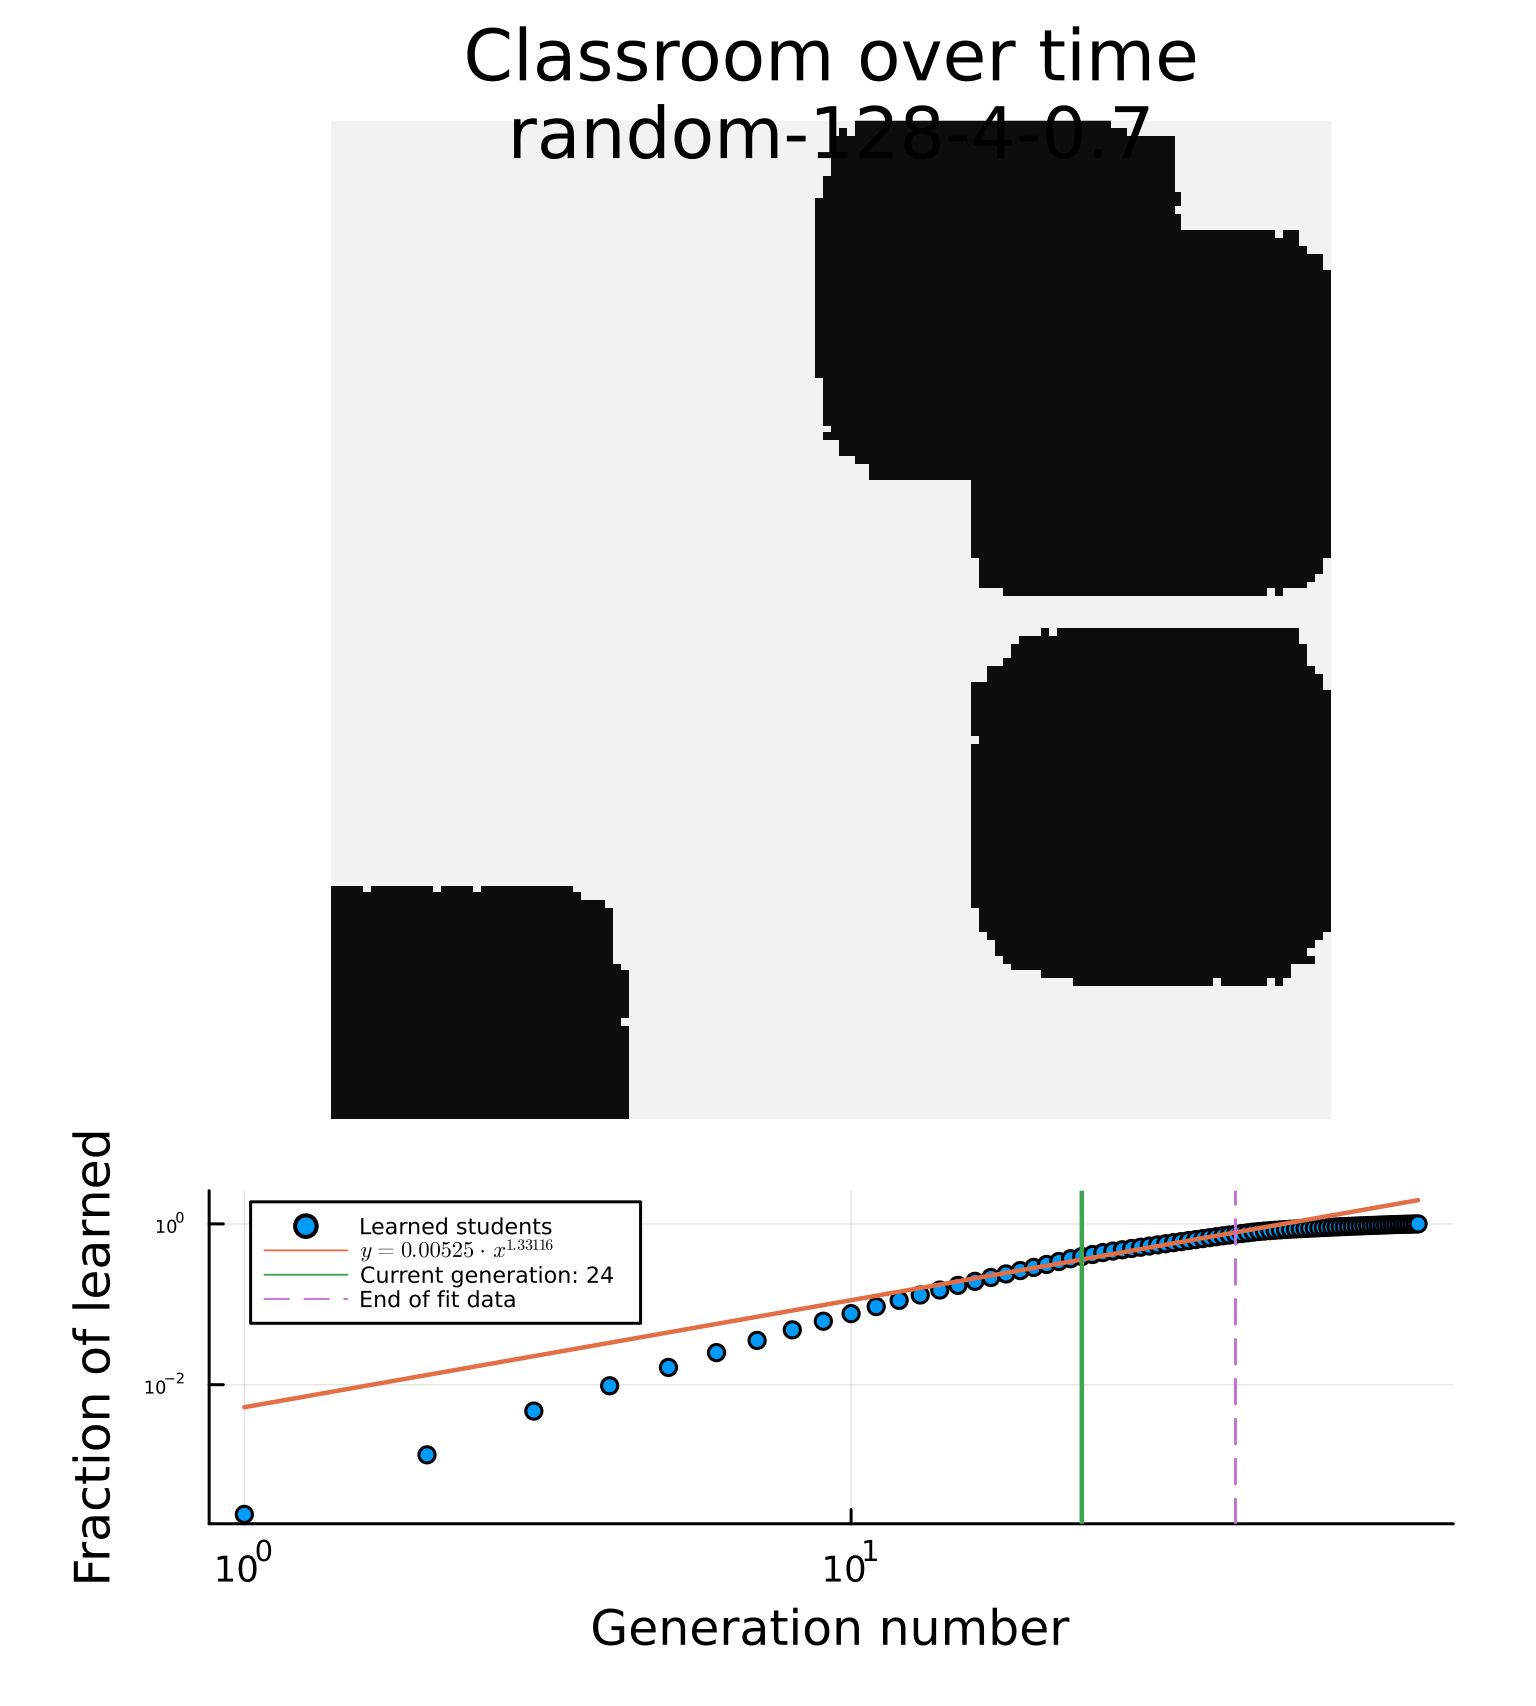 Classroom over time
random-128-4-0.7
Fraction of learned
10^0
10^-2
Learned students
y = 0.00525 · x^1.33116
Current generation: 24
End of fit data
10^0
10^1
Generation number